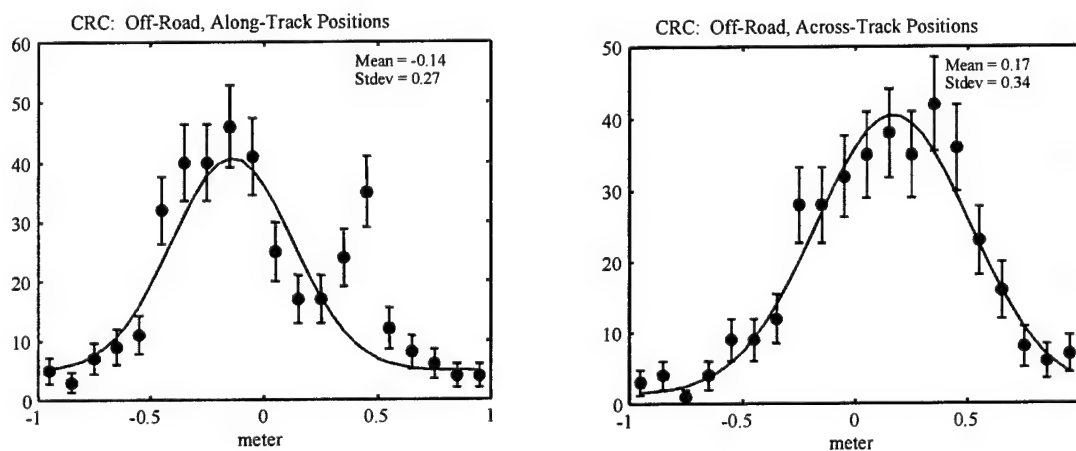 CRC: Off-Road, Along-Track Positions
60
50
40
30
20
10
0
Mean = -0.14
Stdev = 0.27
-1
-0.5
0
0.5
1
meter
CRC: Off-Road, Across-Track Positions
50
40
30
20
10
0
Mean = 0.17
Stdev = 0.34
-1
-0.5
0
0.5
meter